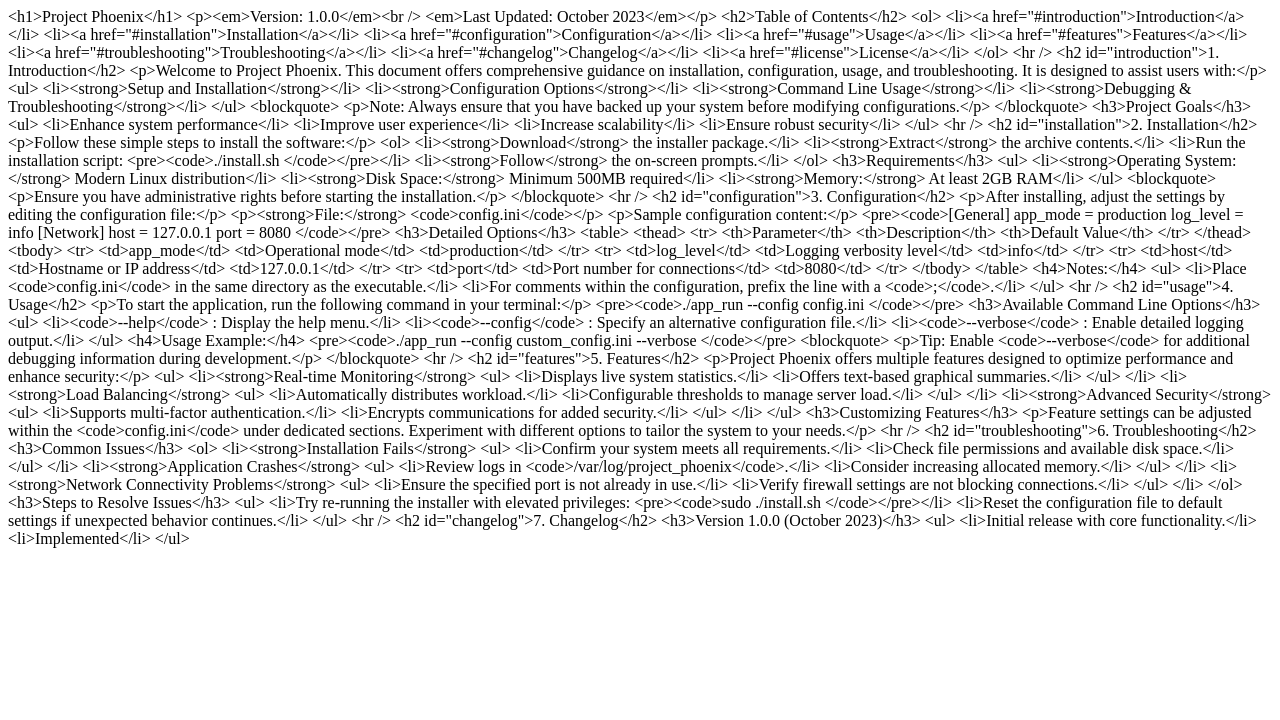 <h1>Project Phoenix</h1> <p><em>Version: 1.0.0</em><br /> <em>Last Updated: October 2023</em></p> <h2>Table of Contents</h2> <ol> <li><a href="#introduction">Introduction</a>
</li> <li><a href="#installation">Installation</a></li> <li><a href="#configuration">Configuration</a></li> <li><a href="#usage">Usage</a></li> <li><a href="#features">Features</a></li>
<li><a href="#troubleshooting">Troubleshooting</a></li> <li><a href="#changelog">Changelog</a></li> <li><a href="#license">License</a></li> </ol> <hr /> <h2 id="introduction">1.
Introduction</h2> <p>Welcome to Project Phoenix. This document offers comprehensive guidance on installation, configuration, usage, and troubleshooting. It is designed to assist users with:</p>
<ul> <li><strong>Setup and Installation</strong></li> <li><strong>Configuration Options</strong></li> <li><strong>Command Line Usage</strong></li> <li><strong>Debugging &
Troubleshooting</strong></li> </ul> <blockquote> <p>Note: Always ensure that you have backed up your system before modifying configurations.</p> </blockquote> <h3>Project Goals</h3>
<ul> <li>Enhance system performance</li> <li>Improve user experience</li> <li>Increase scalability</li> <li>Ensure robust security</li> </ul> <hr /> <h2 id="installation">2. Installation</h2>
<p>Follow these simple steps to install the software:</p> <ol> <li><strong>Download</strong> the installer package.</li> <li><strong>Extract</strong> the archive contents.</li> <li>Run the
installation script: <pre><code>./install.sh </code></pre></li> <li><strong>Follow</strong> the on-screen prompts.</li> </ol> <h3>Requirements</h3> <ul> <li><strong>Operating System:
</strong> Modern Linux distribution</li> <li><strong>Disk Space:</strong> Minimum 500MB required</li> <li><strong>Memory:</strong> At least 2GB RAM</li> </ul> <blockquote>
<p>Ensure you have administrative rights before starting the installation.</p> </blockquote> <hr /> <h2 id="configuration">3. Configuration</h2> <p>After installing, adjust the settings by
editing the configuration file:</p> <p><strong>File:</strong> <code>config.ini</code></p> <p>Sample configuration content:</p> <pre><code>[General] app_mode = production log_level =
info [Network] host = 127.0.0.1 port = 8080 </code></pre> <h3>Detailed Options</h3> <table> <thead> <tr> <th>Parameter</th> <th>Description</th> <th>Default Value</th> </tr> </thead>
<tbody> <tr> <td>app_mode</td> <td>Operational mode</td> <td>production</td> </tr> <tr> <td>log_level</td> <td>Logging verbosity level</td> <td>info</td> </tr> <tr> <td>host</td>
<td>Hostname or IP address</td> <td>127.0.0.1</td> </tr> <tr> <td>port</td> <td>Port number for connections</td> <td>8080</td> </tr> </tbody> </table> <h4>Notes:</h4> <ul> <li>Place
<code>config.ini</code> in the same directory as the executable.</li> <li>For comments within the configuration, prefix the line with a <code>;</code>.</li> </ul> <hr /> <h2 id="usage">4.
Usage</h2> <p>To start the application, run the following command in your terminal:</p> <pre><code>./app_run --config config.ini </code></pre> <h3>Available Command Line Options</h3>
<ul> <li><code>--help</code> : Display the help menu.</li> <li><code>--config</code> : Specify an alternative configuration file.</li> <li><code>--verbose</code> : Enable detailed logging
output.</li> </ul> <h4>Usage Example:</h4> <pre><code>./app_run --config custom_config.ini --verbose </code></pre> <blockquote> <p>Tip: Enable <code>--verbose</code> for additional
debugging information during development.</p> </blockquote> <hr /> <h2 id="features">5. Features</h2> <p>Project Phoenix offers multiple features designed to optimize performance and
enhance security:</p> <ul> <li><strong>Real-time Monitoring</strong> <ul> <li>Displays live system statistics.</li> <li>Offers text-based graphical summaries.</li> </ul> </li> <li>
<strong>Load Balancing</strong> <ul> <li>Automatically distributes workload.</li> <li>Configurable thresholds to manage server load.</li> </ul> </li> <li><strong>Advanced Security</strong>
<ul> <li>Supports multi-factor authentication.</li> <li>Encrypts communications for added security.</li> </ul> </li> </ul> <h3>Customizing Features</h3> <p>Feature settings can be adjusted
within the <code>config.ini</code> under dedicated sections. Experiment with different options to tailor the system to your needs.</p> <hr /> <h2 id="troubleshooting">6. Troubleshooting</h2>
<h3>Common Issues</h3> <ol> <li><strong>Installation Fails</strong> <ul> <li>Confirm your system meets all requirements.</li> <li>Check file permissions and available disk space.</li>
</ul> </li> <li><strong>Application Crashes</strong> <ul> <li>Review logs in <code>/var/log/project_phoenix</code>.</li> <li>Consider increasing allocated memory.</li> </ul> </li> <li>
<strong>Network Connectivity Problems</strong> <ul> <li>Ensure the specified port is not already in use.</li> <li>Verify firewall settings are not blocking connections.</li> </ul> </li> </ol>
<h3>Steps to Resolve Issues</h3> <ul> <li>Try re-running the installer with elevated privileges: <pre><code>sudo ./install.sh </code></pre></li> <li>Reset the configuration file to default
settings if unexpected behavior continues.</li> </ul> <hr /> <h2 id="changelog">7. Changelog</h2> <h3>Version 1.0.0 (October 2023)</h3> <ul> <li>Initial release with core functionality.</li>
<li>Implemented</li> </ul>